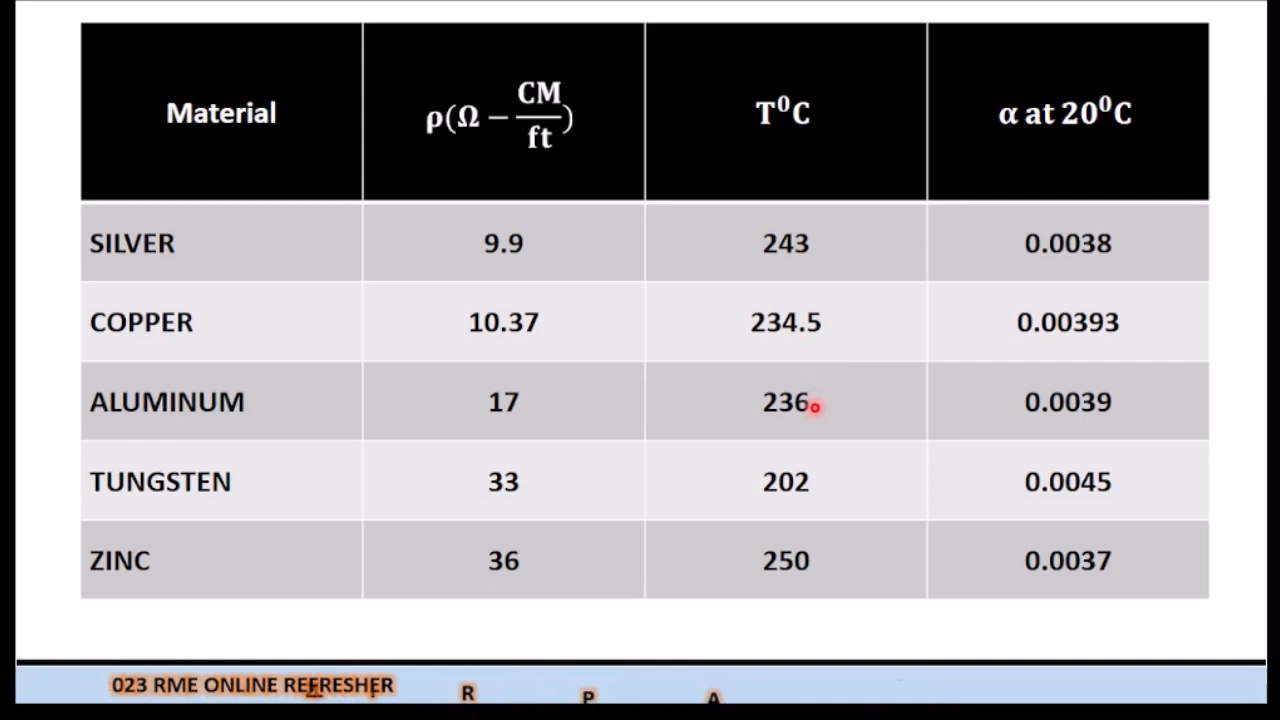 Material ρ(Ω − CM/ft) T⁰C α at 20⁰C
SILVER 9.9 243 0.0038
COPPER 10.37 234.5 0.00393
ALUMINUM 17 236 0.0039
TUNGSTEN 33 202 0.0045
ZINC 36 250 0.0037
023 RME ONLINE REFRESHER
R P A